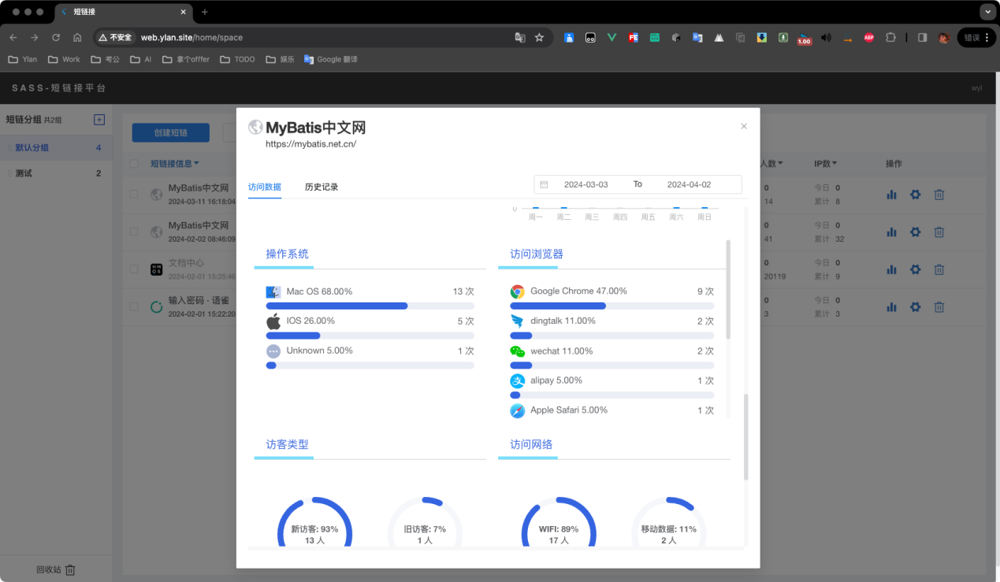 短链接
不安全 web.ylan.site/home/space
FE
1.00
ABP
错误
Ylan Work 考公 AI 拿个offfer TODO 娱乐 Google 翻译
SASS-短链接平台
wyl
短链分组 共2组
默认分组 4
测试 2
回收站
创建短链
短链接信息
人数 IP数 操作
MyBatis中文网
2024-03-11 16:18:04
0 今日 0
14 累计 8
MyBatis中文网
2024-02-02 08:46:09
0 今日 0
41 累计 32
文档中心
2024-02-01 15:35:46
0 今日 0
20119 累计 9
输入密码 · 语雀
2024-02-01 15:22:20
0 今日 0
3 累计 3
MyBatis中文网
https://mybatis.net.cn/
访问数据 历史记录
2024-03-03 To 2024-04-02
0
周一 周二 周三 周四 周五 周六 周日
操作系统
Mac OS 68.00% 13 次
IOS 26.00% 5 次
Unknown 5.00% 1 次
访问浏览器
Google Chrome 47.00% 9 次
dingtalk 11.00% 2 次
wechat 11.00% 2 次
alipay 5.00% 1 次
Apple Safari 5.00% 1 次
访客类型
新访客: 93%
13 人
旧访客: 7%
1 人
访问网络
WIFI: 89%
17 人
移动数据: 11%
2 人